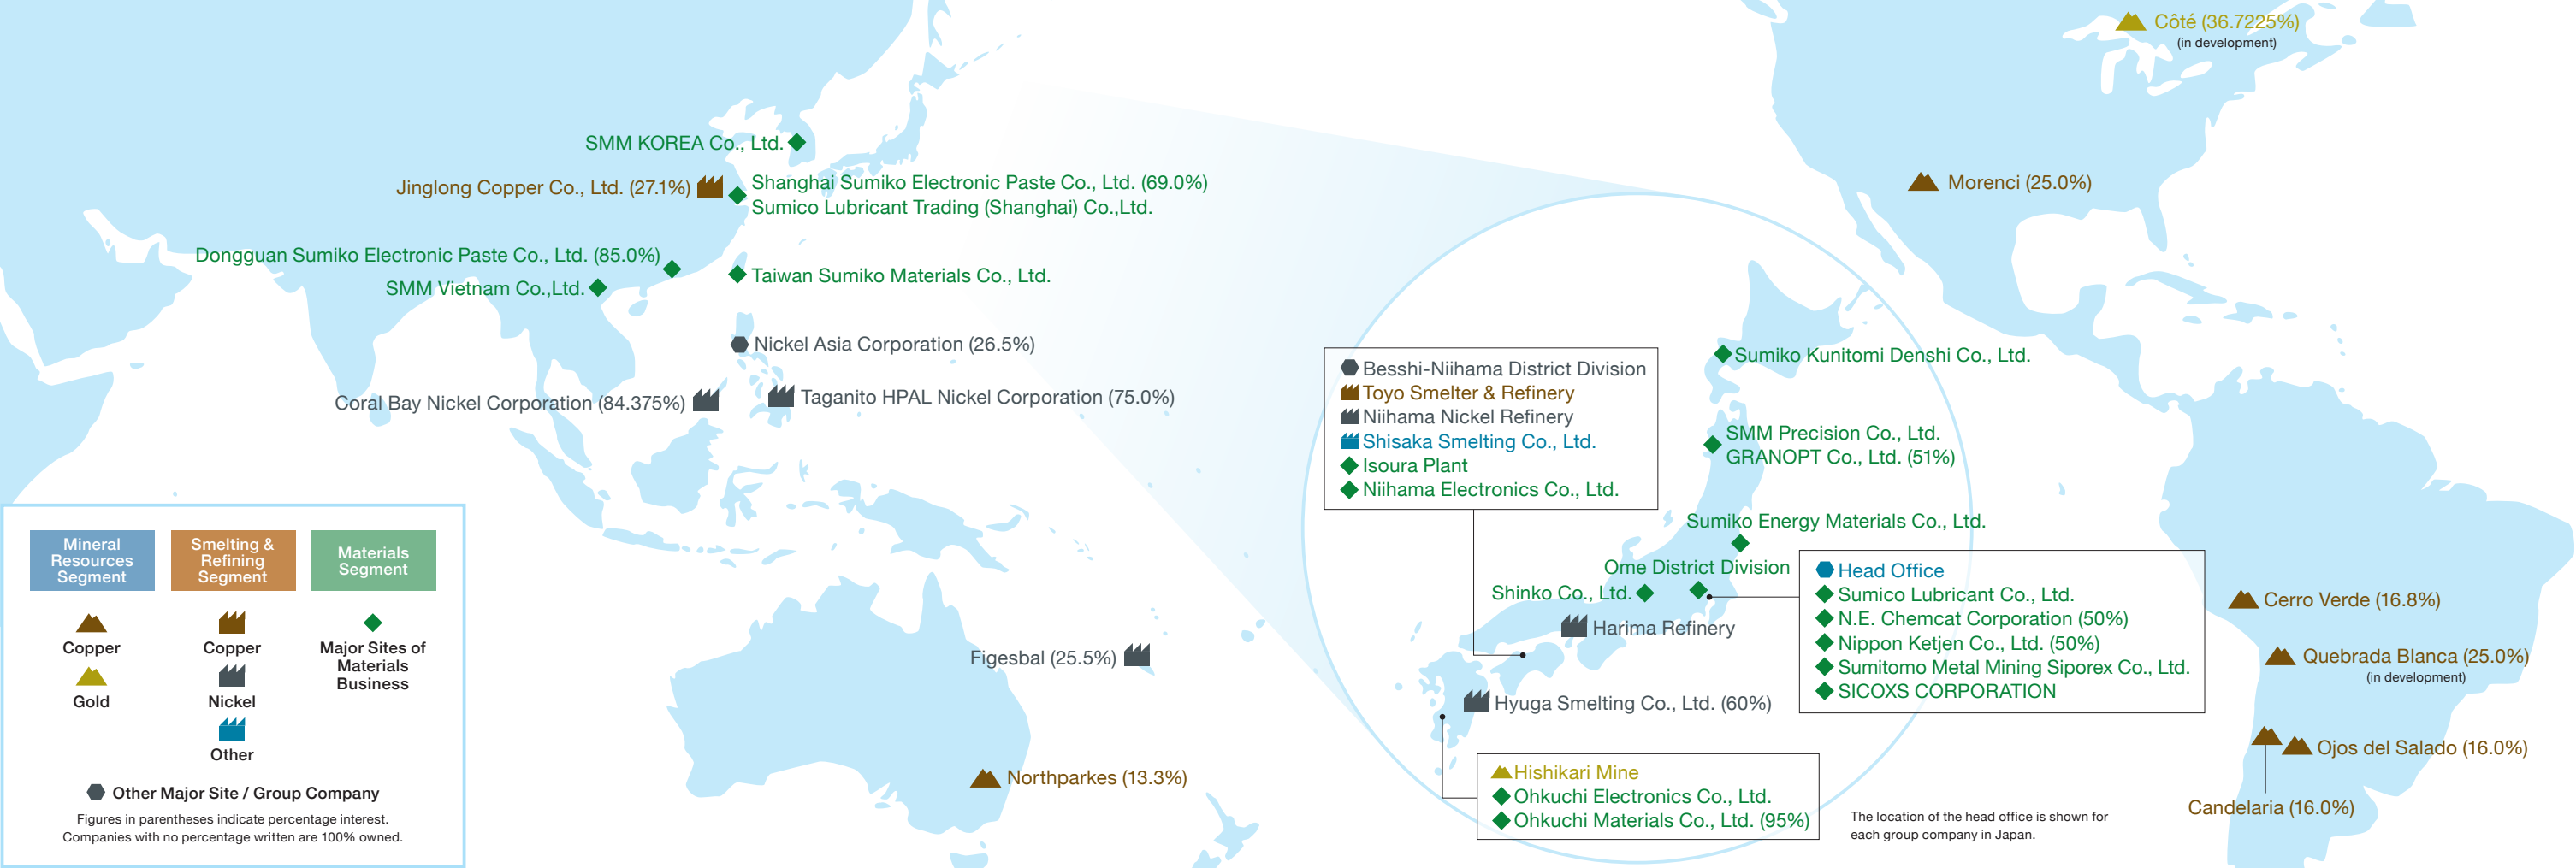 Côté (36.7225%)
(in development)
SMM KOREA Co., Ltd.
Jinglong Copper Co., Ltd. (27.1%)
Shanghai Sumiko Electronic Paste Co., Ltd. (69.0%)
Sumico Lubricant Trading (Shanghai) Co.,Ltd.
Morenci (25.0%)
Dongguan Sumiko Electronic Paste Co., Ltd. (85.0%)
SMM Vietnam Co.,Ltd.
Taiwan Sumiko Materials Co., Ltd.
Nickel Asia Corporation (26.5%)
Coral Bay Nickel Corporation (84.375%)
Taganito HPAL Nickel Corporation (75.0%)
Besshi-Niihama District Division
Toyo Smelter & Refinery
Niihama Nickel Refinery
Shisaka Smelting Co., Ltd.
Isoura Plant
Niihama Electronics Co., Ltd.
Sumiko Kunitomi Denshi Co., Ltd.
SMM Precision Co., Ltd.
GRANOPT Co., Ltd. (51%)
Sumiko Energy Materials Co., Ltd.
Ome District Division
Shinko Co., Ltd.
Harima Refinery
Head Office
Sumico Lubricant Co., Ltd.
N.E. Chemcat Corporation (50%)
Nippon Ketjen Co., Ltd. (50%)
Sumitomo Metal Mining Siporex Co., Ltd.
SICOXS CORPORATION
Hyuga Smelting Co., Ltd. (60%)
Hishikari Mine
Ohkuchi Electronics Co., Ltd.
Ohkuchi Materials Co., Ltd. (95%)
The location of the head office is shown for
each group company in Japan.
Cerro Verde (16.8%)
Quebrada Blanca (25.0%)
(in development)
Ojos del Salado (16.0%)
Candelaria (16.0%)
Figesbal (25.5%)
Northparkes (13.3%)
Mineral
Resources
Segment
Copper
Gold
Smelting &
Refining
Segment
Copper
Nickel
Other
Materials
Segment
Major Sites of
Materials
Business
Other Major Site / Group Company
Figures in parentheses indicate percentage interest.
Companies with no percentage written are 100% owned.